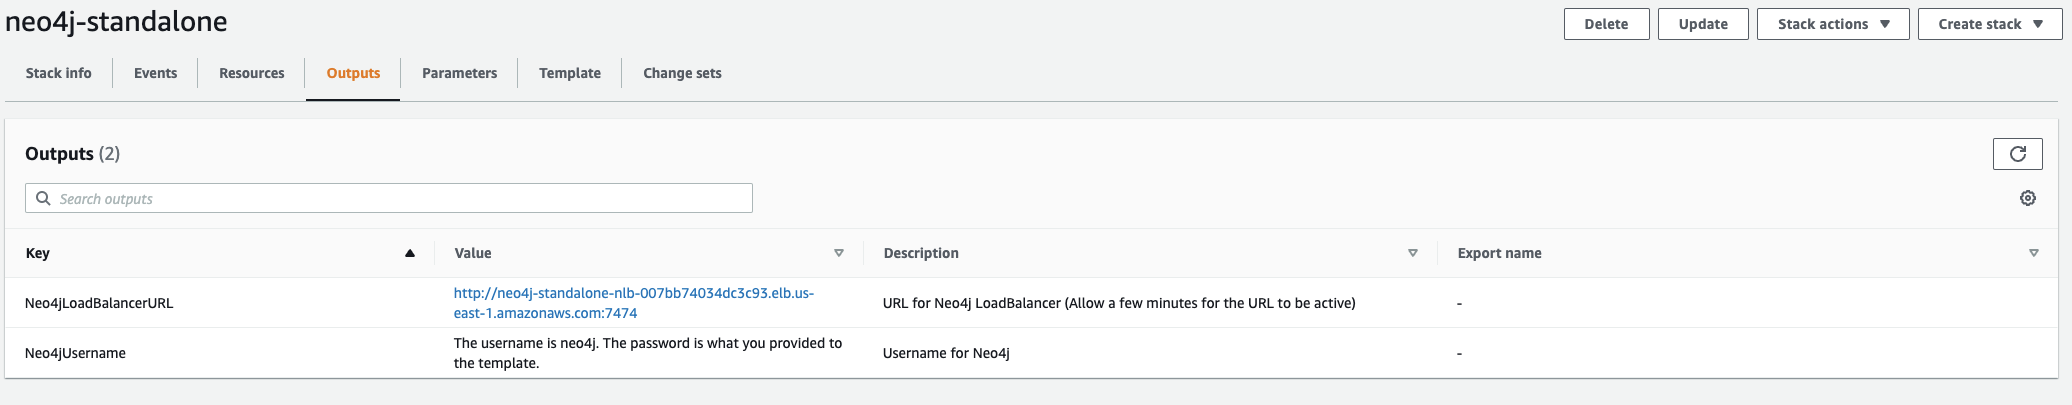 neo4j-standalone
Delete
Update
Stack actions
Create stack
Stack info
Events
Resources
Outputs
Parameters
Template
Change sets
Outputs (2)
Search outputs
Key
Value
Description
Export name
Neo4jLoadBalancerURL
http://neo4j-standalone-nlb-007bb74034dc3c93.elb.us-
east-1.amazonaws.com:7474
URL for Neo4j LoadBalancer (Allow a few minutes for the URL to be active)
-
Neo4jUsername
The username is neo4j. The password is what you provided to
the template.
Username for Neo4j
-